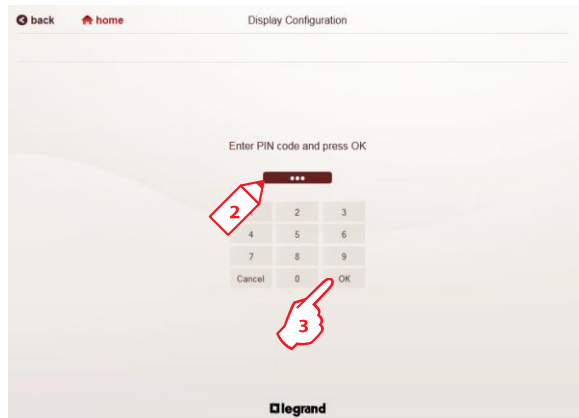 back home Display Configuration
Enter PIN code and press OK
•••
2
2 3
4 5 6
7 8 9
Cancel 0 OK
3
legrand